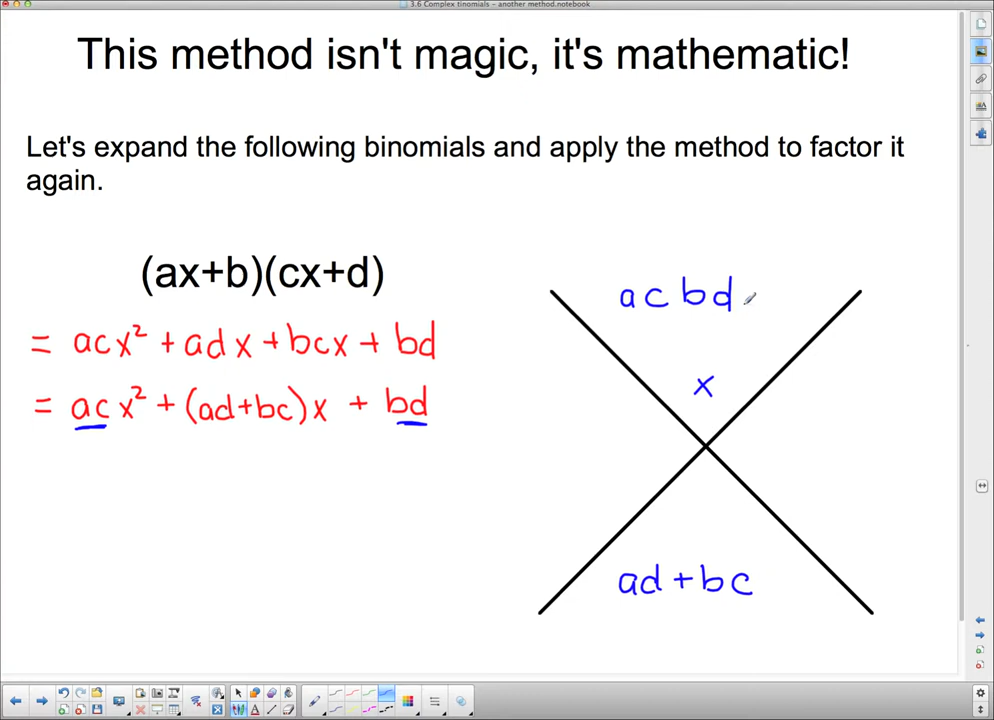 3.6 Complex tinomials – another method.notebook
This method isn't magic, it's mathematic!
Let's expand the following binomials and apply the method to factor it
again.
(ax+b)(cx+d)
= acx² + adx + bcx + bd
= acx² + (ad+bc)x + bd
acbd
x
ad+bc